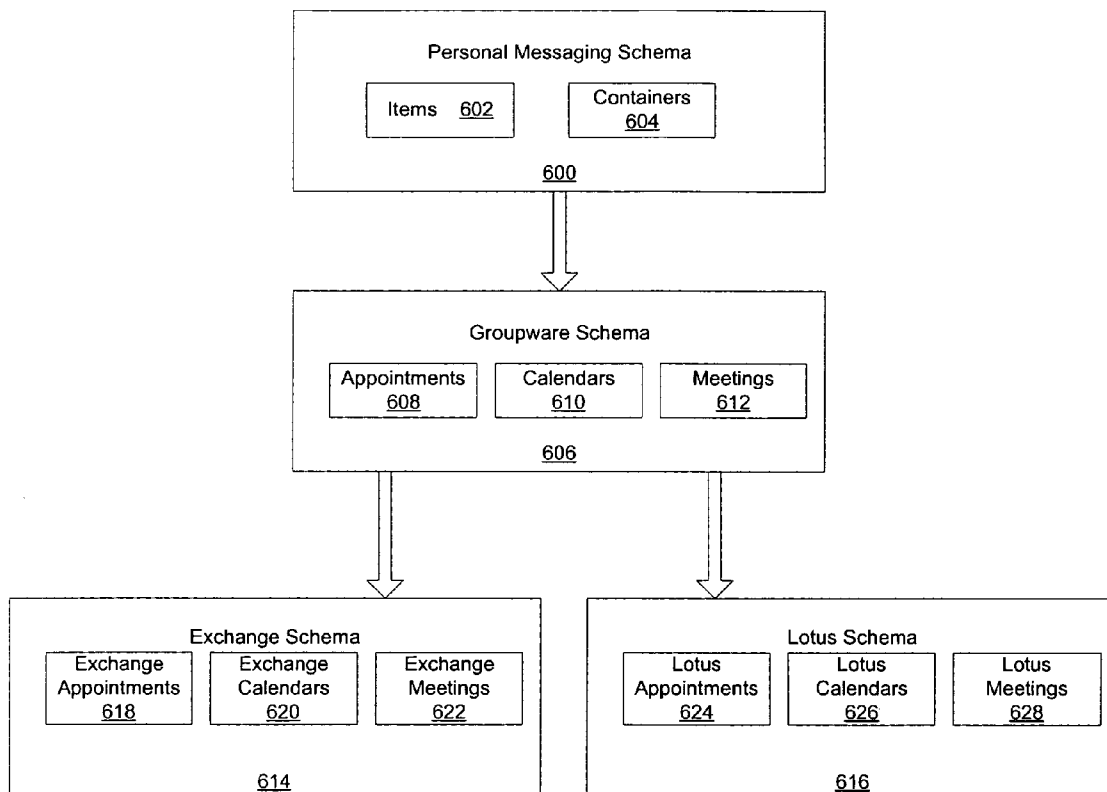 Personal Messaging Schema
Items 602
Containers
604
600
Groupware Schema
Appointments
608
Calendars
610
Meetings
612
606
Exchange Schema
Exchange
Appointments
618
Exchange
Calendars
620
Exchange
Meetings
622
614
Lotus Schema
Lotus
Appointments
624
Lotus
Calendars
626
Lotus
Meetings
628
616